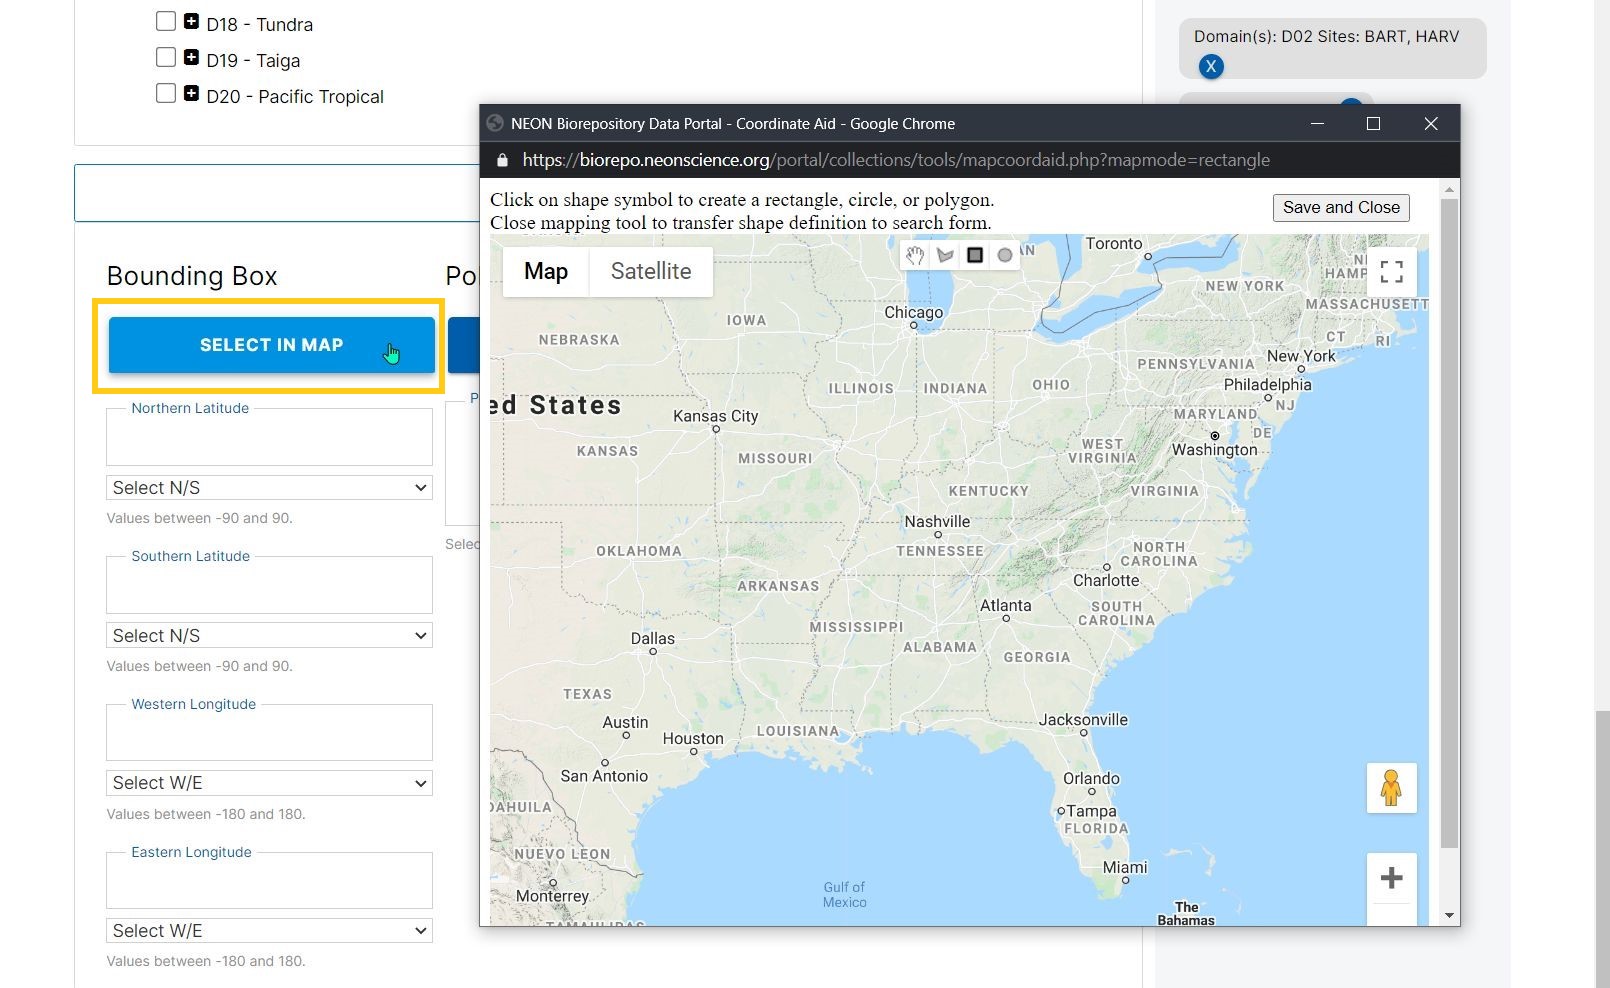 D18 - Tundra
D19 - Taiga
D20 - Pacific Tropical
Domain(s): D02 Sites: BART, HARV
X
Bounding Box
SELECT IN MAP
Northern Latitude
Select N/S
Values between -90 and 90.
Southern Latitude
Select N/S
Values between -90 and 90.
Western Longitude
Select W/E
Values between -180 and 180.
Eastern Longitude
Select W/E
Values between -180 and 180.
Po
P
Selec
NEON Biorepository Data Portal - Coordinate Aid - Google Chrome
https://biorepo.neonscience.org/portal/collections/tools/mapcoordaid.php?mapmode=rectangle
Click on shape symbol to create a rectangle, circle, or polygon.
Close mapping tool to transfer shape definition to search form.
Save and Close
Map
Satellite
Toronto
NEW YORK
HAMP
MASSACHUSETT
CT
RI
Chicago
IOWA
NEBRASKA
PENNSYLVANIA
New York
Philadelphia
ILLINOIS
INDIANA
OHIO
NJ
ed States
Kansas City
MARYLAND
DE
Washington
KANSAS
MISSOURI
WEST
VIRGINIA
KENTUCKY
VIRGINIA
Nashville
TENNESSEE
OKLAHOMA
NORTH
CAROLINA
ARKANSAS
Charlotte
Atlanta
SOUTH
CAROLINA
MISSISSIPPI
Dallas
ALABAMA
GEORGIA
TEXAS
Austin
Houston
LOUISIANA
Jacksonville
San Antonio
Orlando
Tampa
FLORIDA
DAHUILA
NUEVO LEON
Miami
Monterrey
Gulf of
Mexico
The
Bahamas
TAMAULIPAS